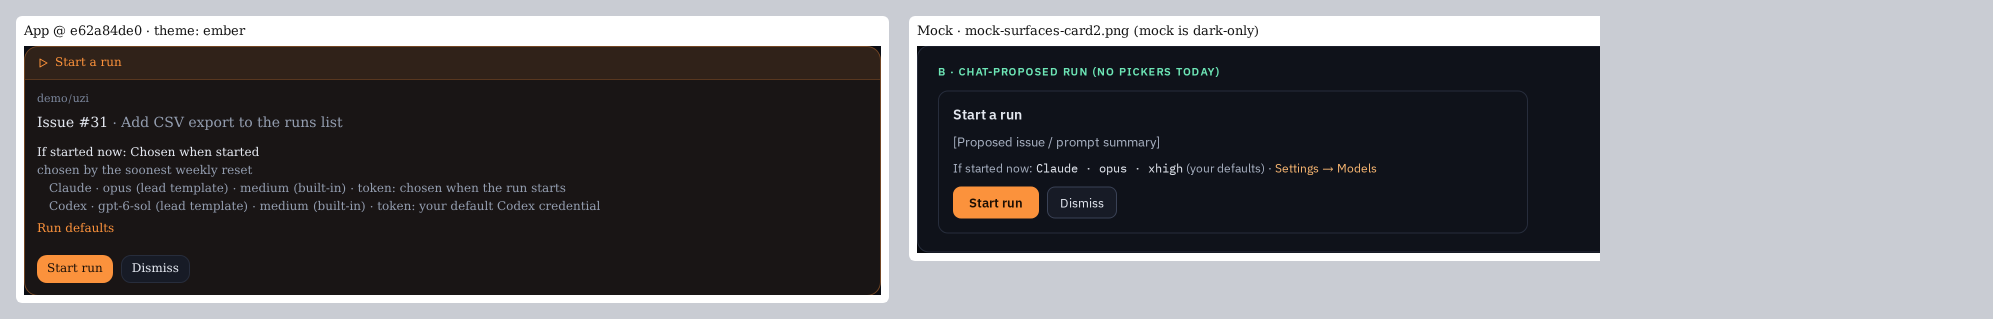 App @ e62a84de0 · theme: ember
Start a run
demo/uzi
Issue #31 · Add CSV export to the runs list
If started now: Chosen when started
chosen by the soonest weekly reset
Claude · opus (lead template) · medium (built-in) · token: chosen when the run starts
Codex · gpt-6-sol (lead template) · medium (built-in) · token: your default Codex credential
Run defaults
Start run Dismiss
Mock · mock-surfaces-card2.png (mock is dark-only)
B · CHAT-PROPOSED RUN (NO PICKERS TODAY)
Start a run
[Proposed issue / prompt summary]
If started now: Claude · opus · xhigh (your defaults) · Settings → Models
Start run Dismiss